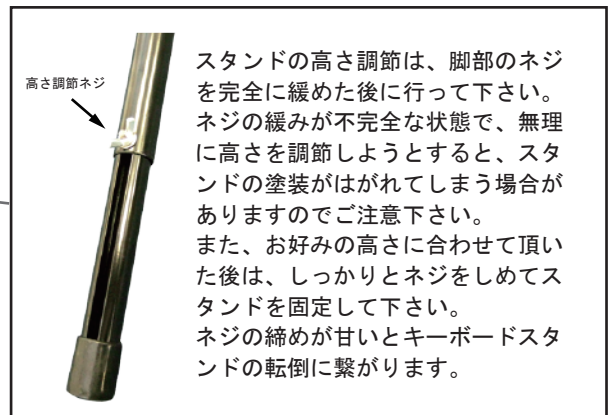 高さ調節ネジ
スタンドの高さ調節は、脚部のネジ
を完全に緩めた後に行って下さい。
ネジの緩みが不完全な状態で、無理
に高さを調節しようとすると、スタ
ンドの塗装がはがれてしまう場合が
ありますのでご注意下さい。
また、お好みの高さに合わせて頂い
た後は、しっかりとネジをしめてス
タンドを固定して下さい。
ネジの締めが甘いとキーボードスタ
ンドの転倒に繋がります。